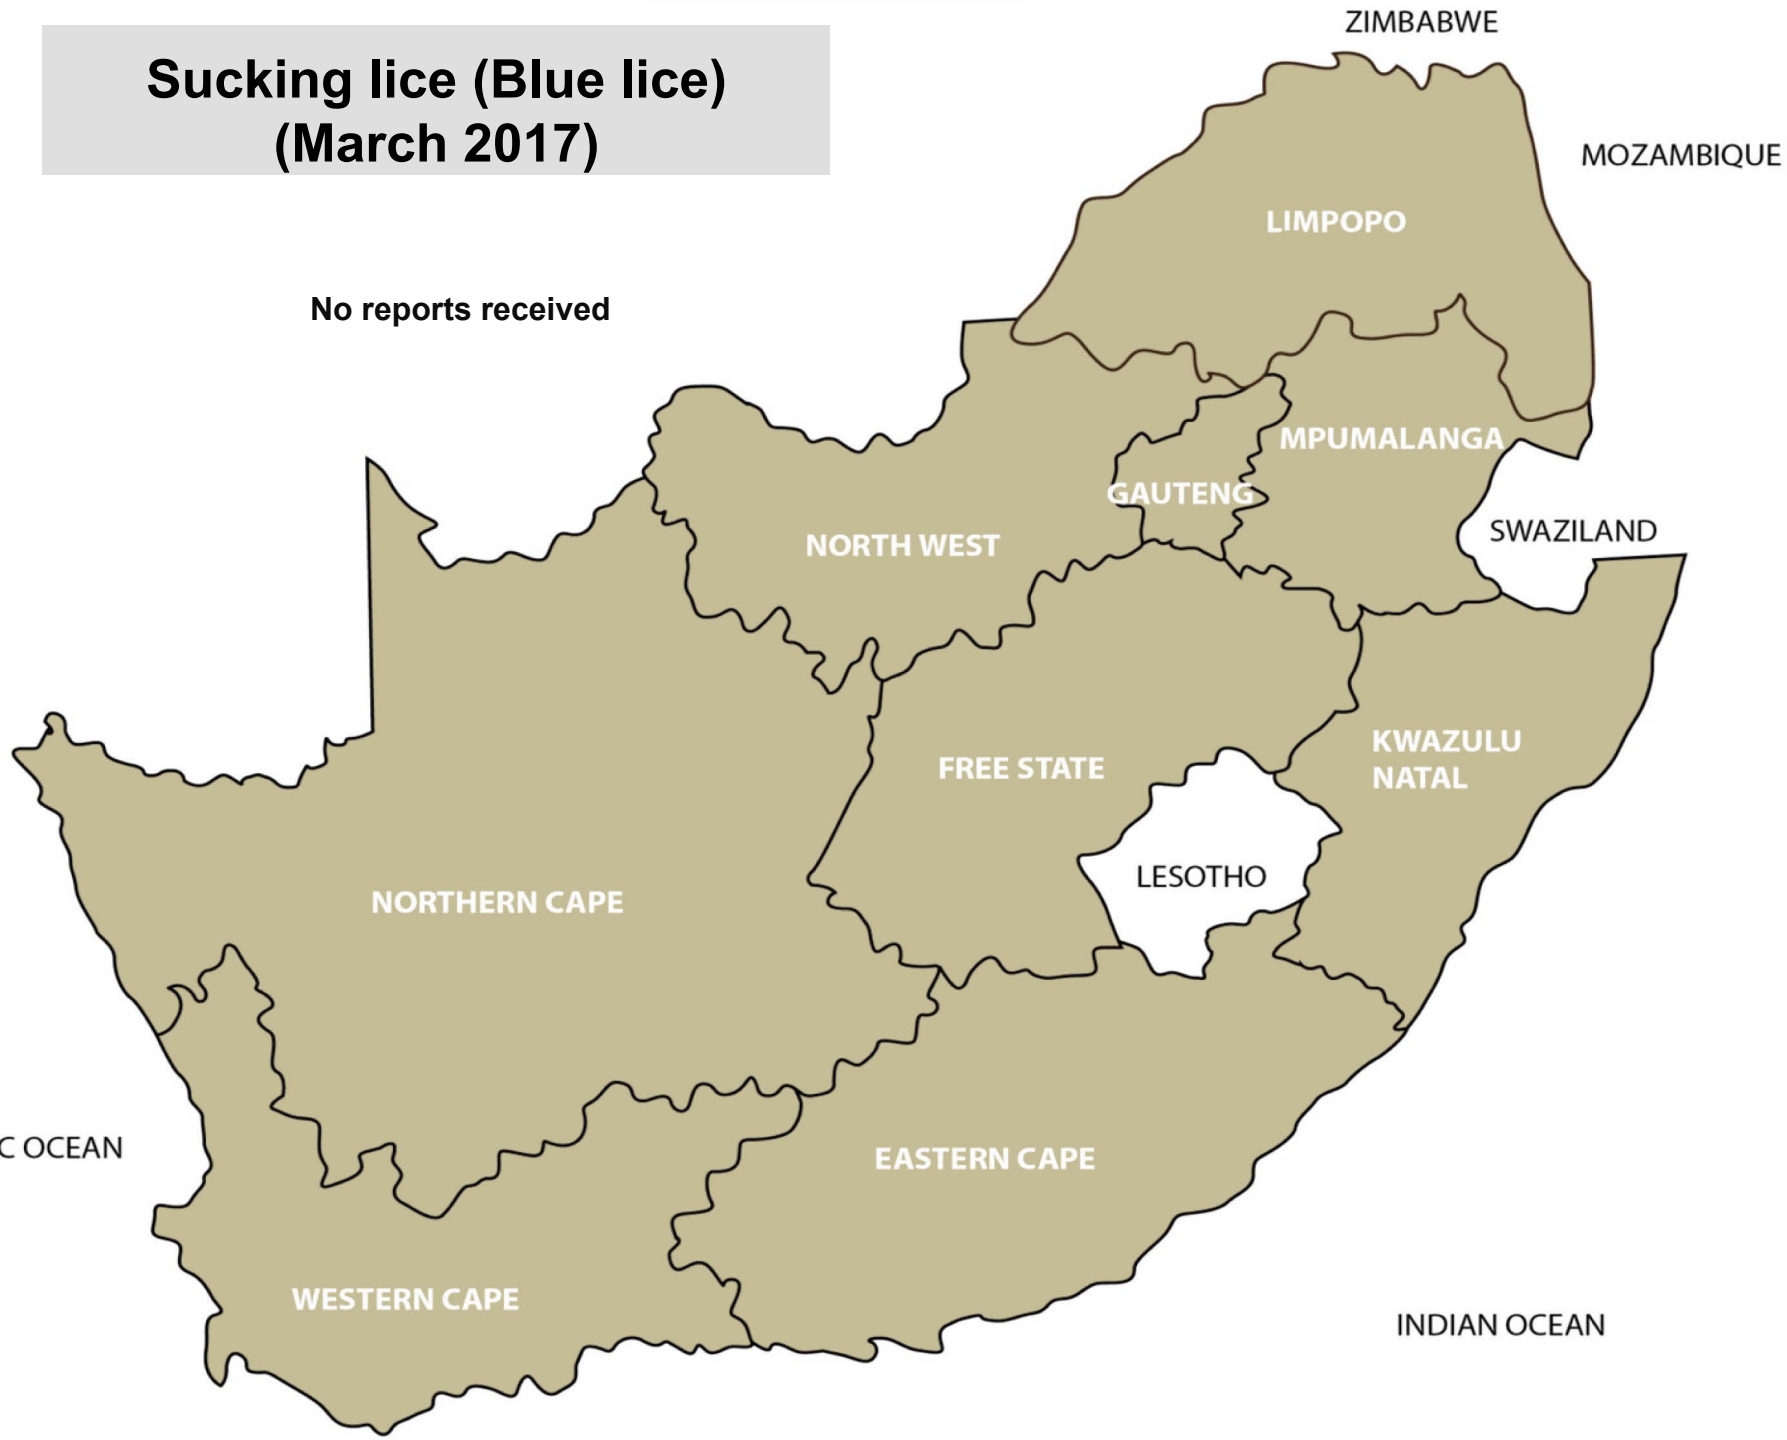 Sucking lice (Blue lice)
(March 2017)
ZIMBABWE
MOZAMBIQUE
LIMPOPO
No reports received
MPUMALANGA
GAUTENG
SWAZILAND
NORTH WEST
KWAZULU
NATAL
FREE STATE
LESOTHO
NORTHERN CAPE
C OCEAN
EASTERN CAPE
WESTERN CAPE
INDIAN OCEAN